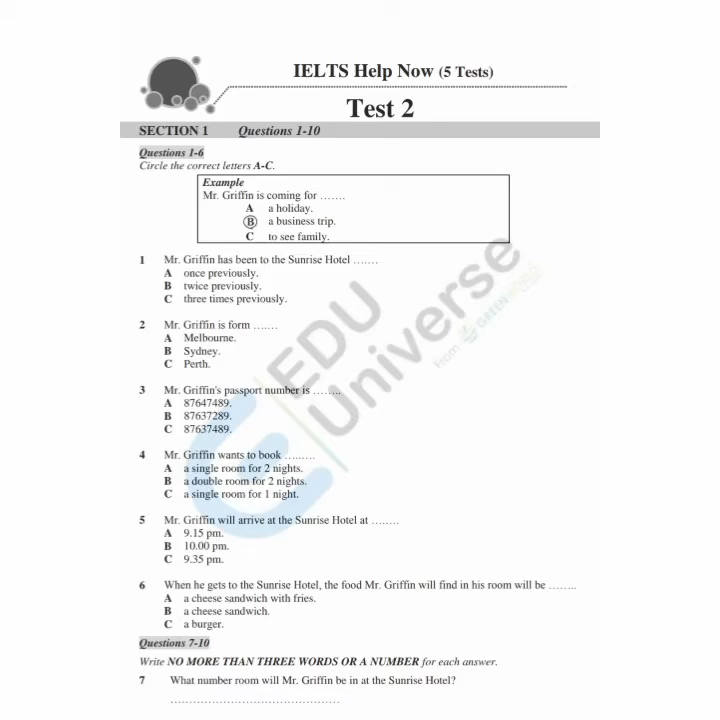 IELTS Help Now (5 Tests)
Test 2
SECTION 1 Questions 1-10
Questions 1-6
Circle the correct letters A-C.
Example
Mr. Griffin is coming for …….
A a holiday.
B a business trip.
C to see family.
1 Mr. Griffin has been to the Sunrise Hotel …….
A once previously.
B twice previously.
C three times previously.
2 Mr. Griffin is form …….
A Melbourne.
B Sydney.
C Perth.
3 Mr. Griffin's passport number is ……..
A 87647489.
B 87637289.
C 87637489.
4 Mr. Griffin wants to book ……….
A a single room for 2 nights.
B a double room for 2 nights.
C a single room for 1 night.
5 Mr. Griffin will arrive at the Sunrise Hotel at ……..
A 9.15 pm.
B 10.00 pm.
C 9.35 pm.
6 When he gets to the Sunrise Hotel, the food Mr. Griffin will find in his room will be ……..
A a cheese sandwich with fries.
B a cheese sandwich.
C a burger.
Questions 7-10
Write NO MORE THAN THREE WORDS OR A NUMBER for each answer.
7 What number room will Mr. Griffin be in at the Sunrise Hotel?
………………………………………
EDU
Universe
From GREENWORLD